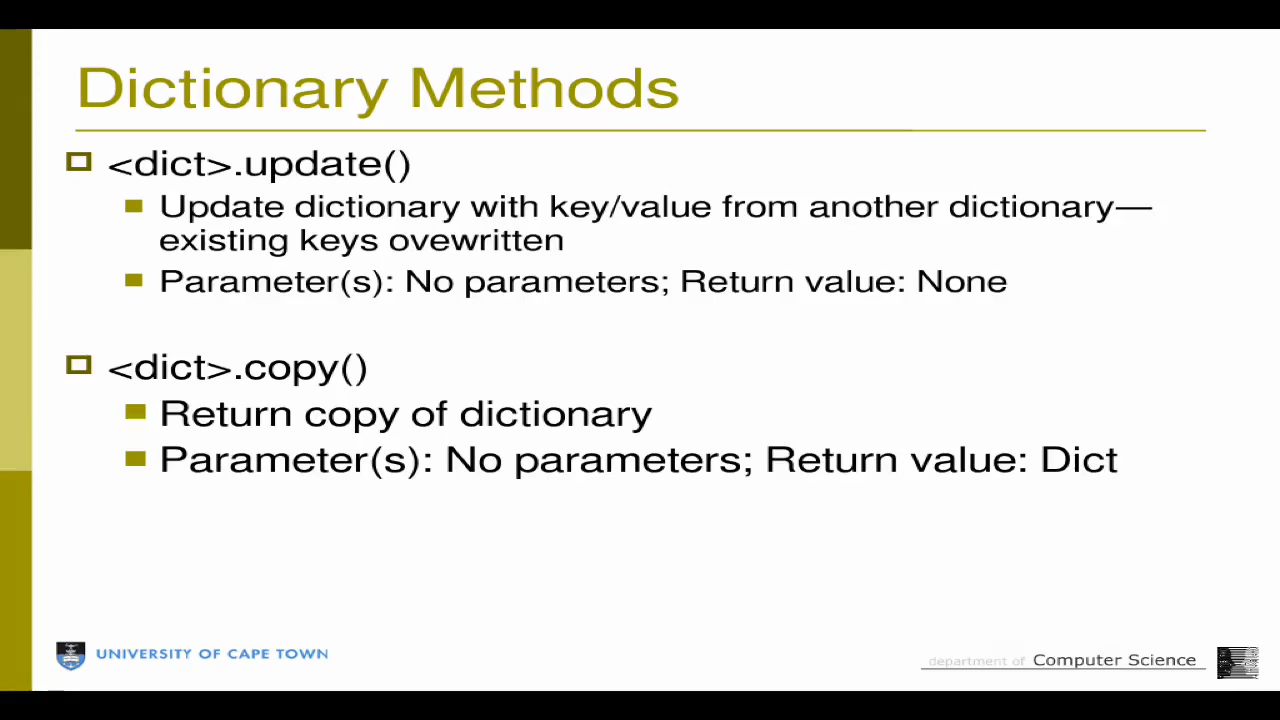 Dictionary Methods
<dict>.update()
Update dictionary with key/value from another dictionary—
existing keys ovewritten
Parameter(s): No parameters; Return value: None
<dict>.copy()
Return copy of dictionary
Parameter(s): No parameters; Return value: Dict
UNIVERSITY OF CAPE TOWN
department of Computer Science